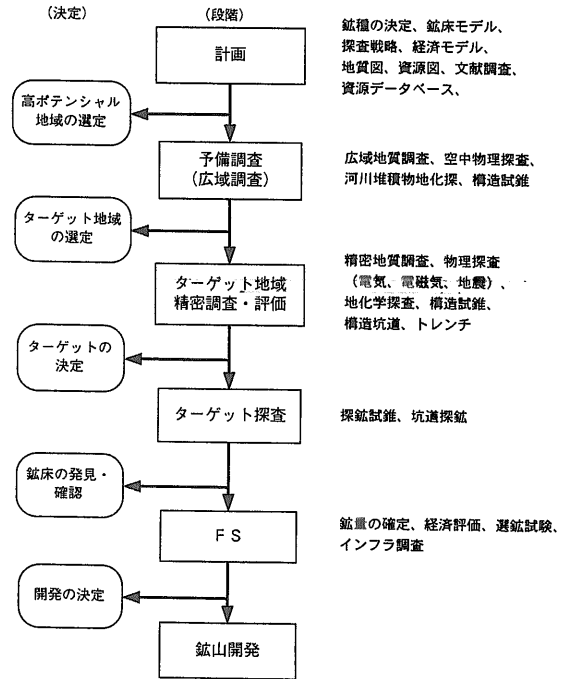 (決定)
(段階)
計画
鉱種の決定、鉱床モデル、
探査戦略、経済モデル、
地質図、資源図、文献調査、
資源データベース、
高ポテンシャル
地域の選定
予備調査
(広域調査)
広域地質調査、空中物理探査、
河川堆積物地化探、構造試錐
ターゲット地域
の選定
ターゲット地域
精密調査・評価
精密地質調査、物理探査
(電気、電磁気、地震)、
地化学探査、構造試錐、
構造坑道、トレンチ
ターゲットの
決定
ターゲット探査
探鉱試錐、坑道探鉱
鉱床の発見・
確認
FS
鉱量の確定、経済評価、選鉱試験、
インフラ調査
開発の決定
鉱山開発